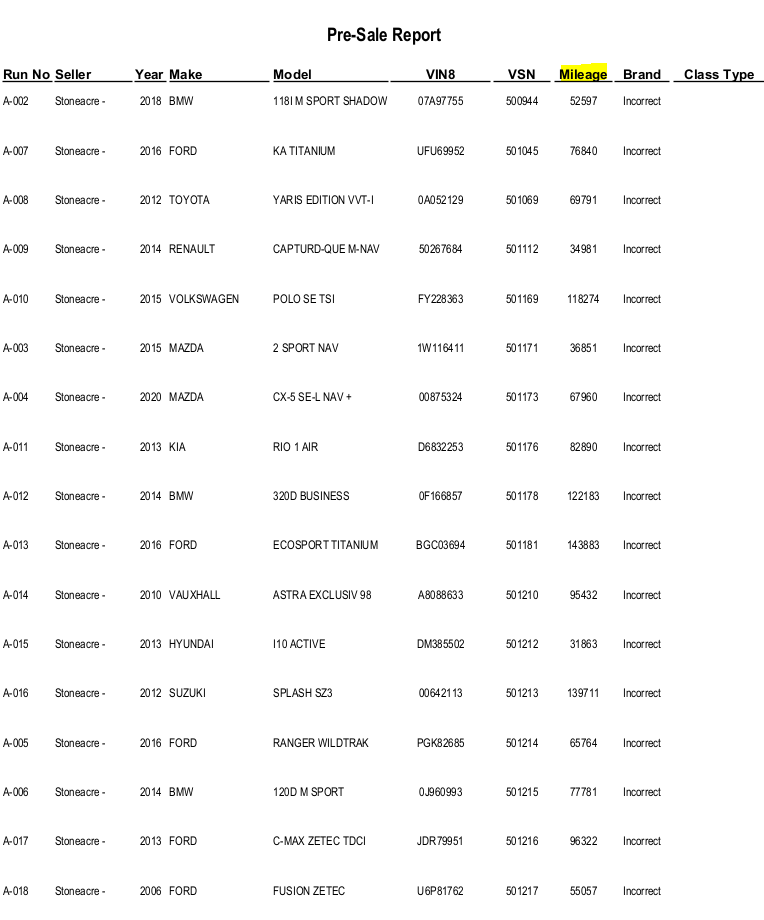 Pre-Sale Report
Run No Seller Year Make Model VIN8 VSN Mileage Brand Class Type
A-002 Stoneacre - 2018 BMW 118I M SPORT SHADOW 07A97755 500944 52597 Incorrect
A-007 Stoneacre - 2016 FORD KA TITANIUM UFU69952 501045 76840 Incorrect
A-008 Stoneacre - 2012 TOYOTA YARIS EDITION VVT-I 0A052129 501069 69791 Incorrect
A-009 Stoneacre - 2014 RENAULT CAPTURD-QUE M-NAV 50267684 501112 34981 Incorrect
A-010 Stoneacre - 2015 VOLKSWAGEN POLO SE TSI FY228363 501169 118274 Incorrect
A-003 Stoneacre - 2015 MAZDA 2 SPORT NAV 1W116411 501171 36851 Incorrect
A-004 Stoneacre - 2020 MAZDA CX-5 SE-L NAV + 00875324 501173 67960 Incorrect
A-011 Stoneacre - 2013 KIA RIO 1 AIR D6832253 501176 82890 Incorrect
A-012 Stoneacre - 2014 BMW 320D BUSINESS 0F166857 501178 122183 Incorrect
A-013 Stoneacre - 2016 FORD ECOSPORT TITANIUM BGC03694 501181 143883 Incorrect
A-014 Stoneacre - 2010 VAUXHALL ASTRA EXCLUSIV 98 A8088633 501210 95432 Incorrect
A-015 Stoneacre - 2013 HYUNDAI I10 ACTIVE DM385502 501212 31863 Incorrect
A-016 Stoneacre - 2012 SUZUKI SPLASH SZ3 00642113 501213 139711 Incorrect
A-005 Stoneacre - 2016 FORD RANGER WILDTRAK PGK82685 501214 65764 Incorrect
A-006 Stoneacre - 2014 BMW 120D M SPORT 0J960993 501215 77781 Incorrect
A-017 Stoneacre - 2013 FORD C-MAX ZETEC TDCI JDR79951 501216 96322 Incorrect
A-018 Stoneacre - 2006 FORD FUSION ZETEC U6P81762 501217 55057 Incorrect